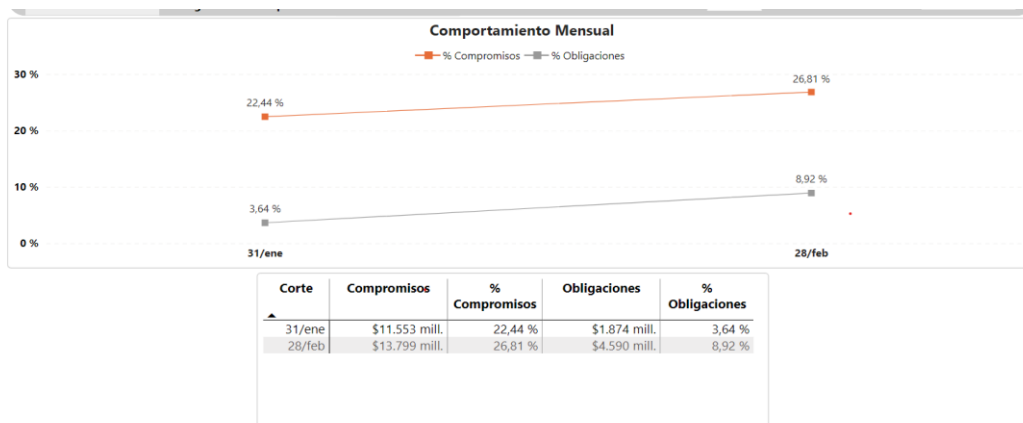 Comportamiento Mensual
% Compromisos % Obligaciones
30 %
20 %
10 %
0 %
22,44 %
26,81 %
3,64 %
8,92 %
31/ene 28/feb
Corte Compromisos % Compromisos Obligaciones % Obligaciones
31/ene $11.553 mill. 22,44 % $1.874 mill. 3,64 %
28/feb $13.799 mill. 26,81 % $4.590 mill. 8,92 %